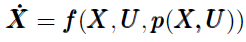 Ẋ = f(X, U, p(X, U))